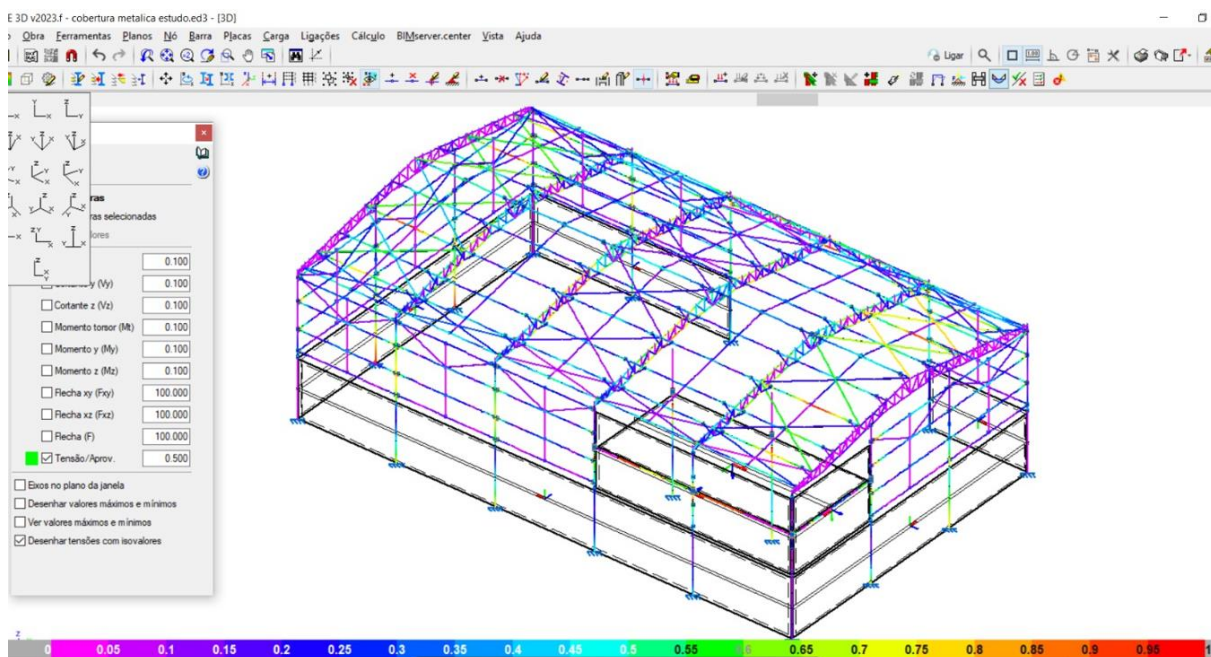 E 3D v2023.f - cobertura metalica estudo.ed3 - [3D]
Obra Ferramentas Planos Nó Barra Placas Carga Ligações Cálculo BIMserver.center Vista Ajuda
Ligar
ras
ras selecionadas
lores
0.100
y (Vy) 0.100
Cortante z (Vz) 0.100
Momento torsor (Mt) 0.100
Momento y (My) 0.100
Momento z (Mz) 0.100
Flecha xy (Fxy) 100.000
Flecha xz (Fxz) 100.000
Flecha (F) 100.000
Tensão/Aprov. 0.500
Eixos no plano da janela
Desenhar valores máximos e mínimos
Ver valores máximos e mínimos
Desenhar tensões com isovalores
z
0 0.05 0.1 0.15 0.2 0.25 0.3 0.35 0.4 0.45 0.5 0.55 0.6 0.65 0.7 0.75 0.8 0.85 0.9 0.95 1